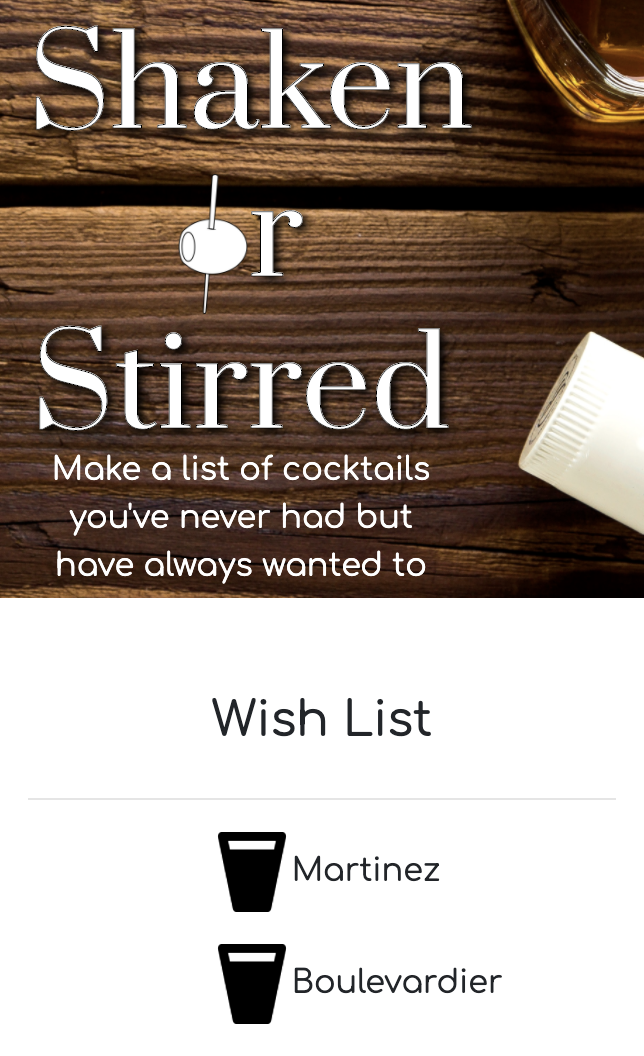 Shaken
or
Stirred
Make a list of cocktails
you've never had but
have always wanted to
Wish List
Martinez
Boulevardier